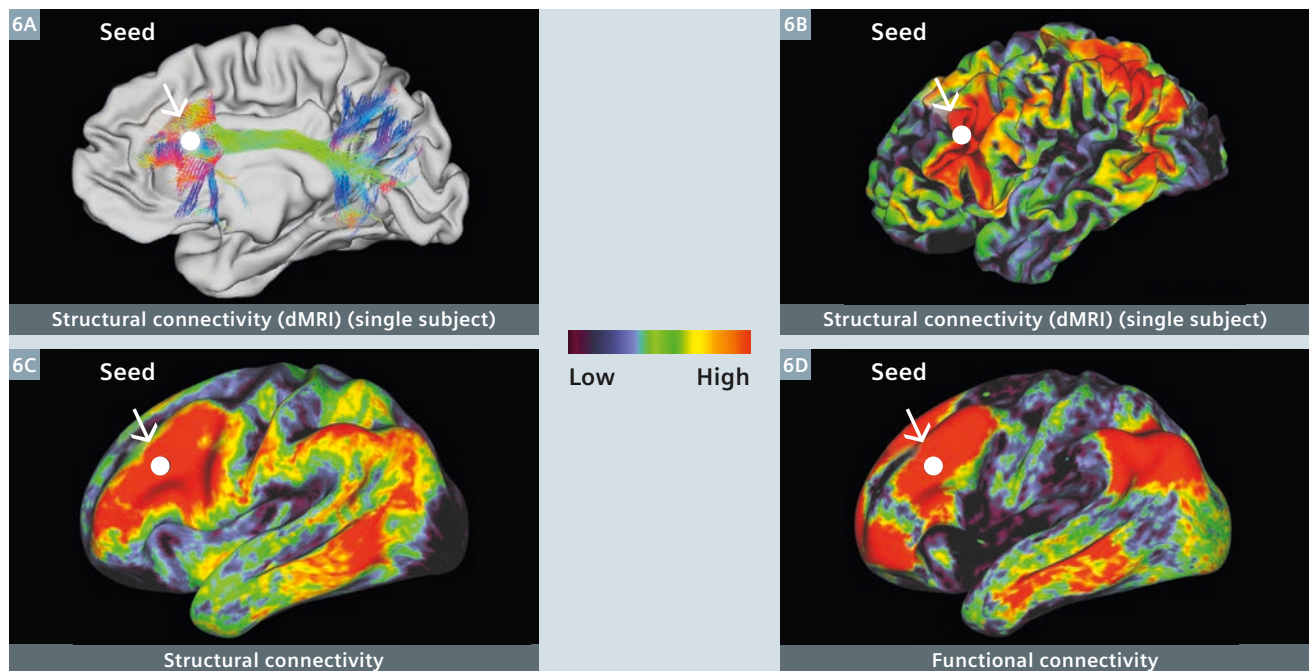 6A
Seed
Structural connectivity (dMRI) (single subject)
6B
Seed
Structural connectivity (dMRI) (single subject)
Low High
6C
Seed
Structural connectivity
6D
Seed
Functional connectivity